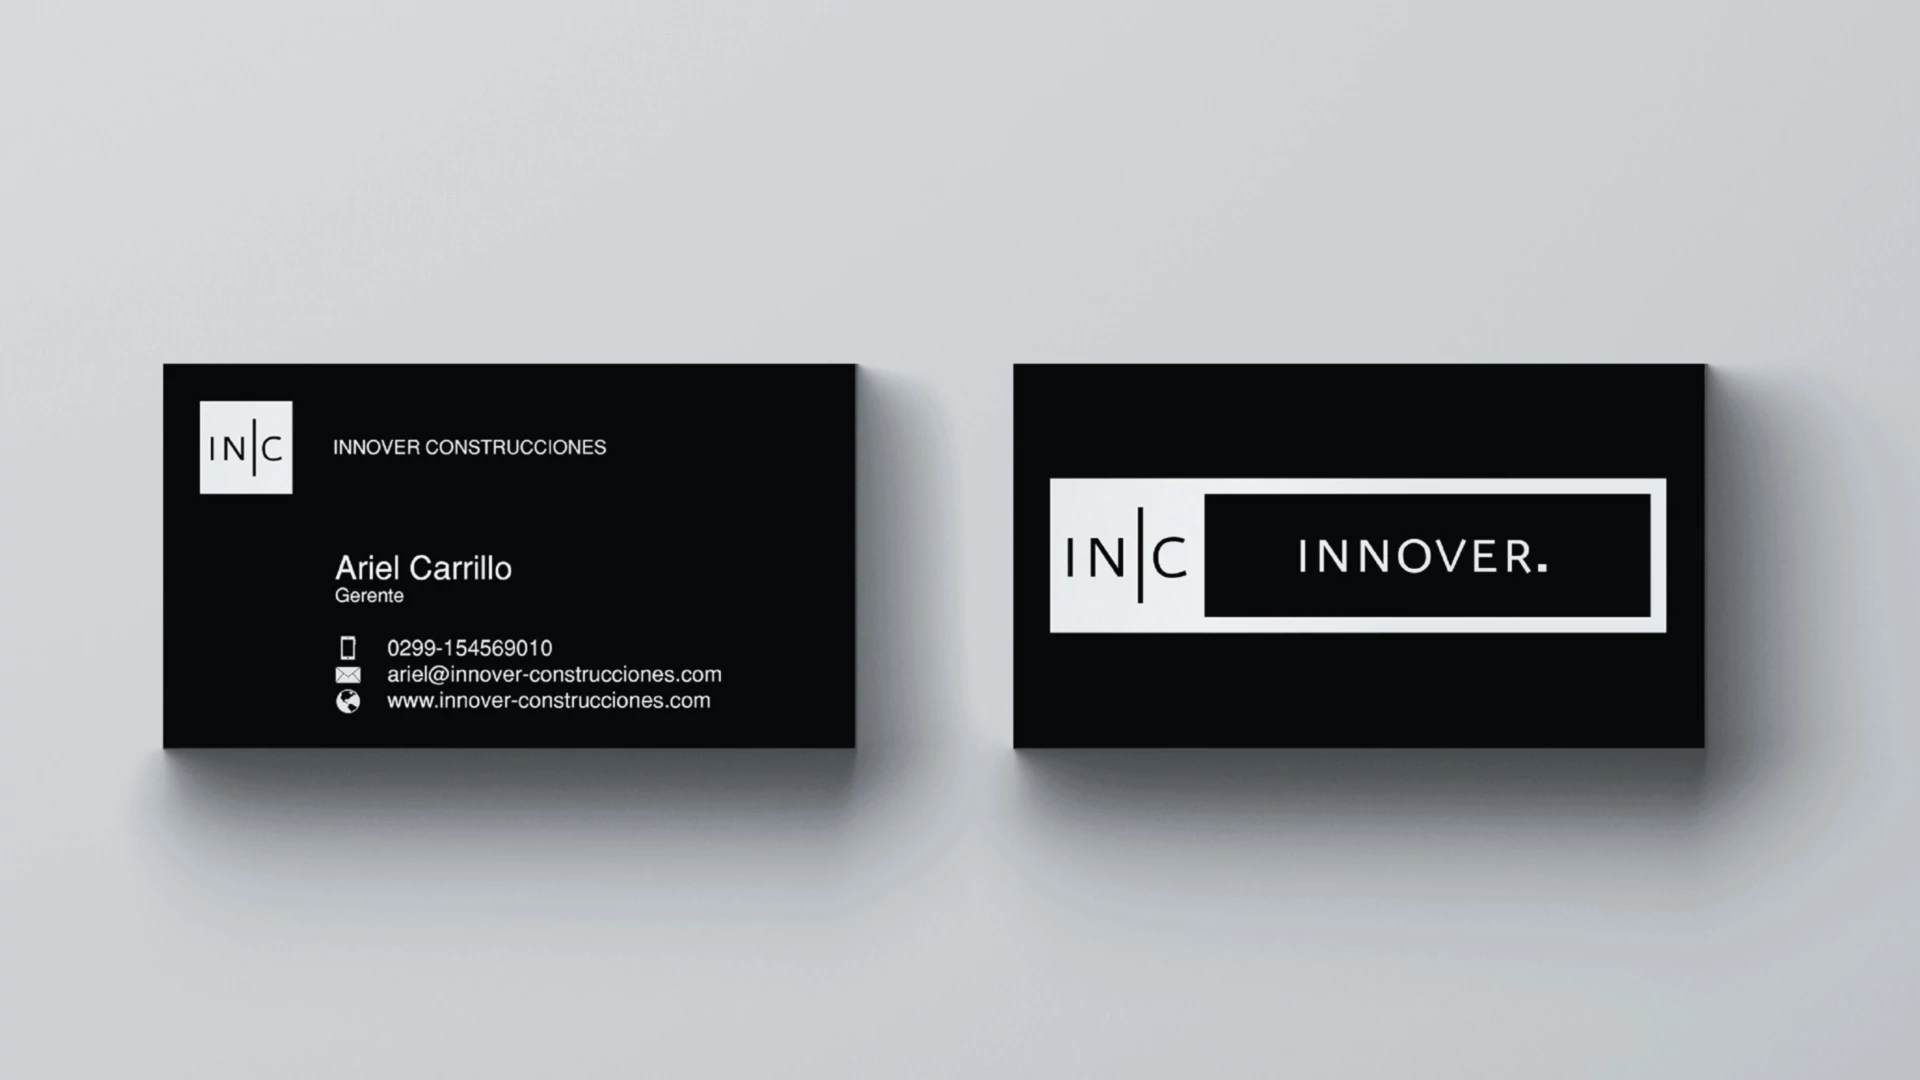 IN|C
INNOVER CONSTRUCCIONES
Ariel Carrillo
Gerente
0299-154569010
ariel@innover-construcciones.com
www.innover-construcciones.com
IN|C
INNOVER.